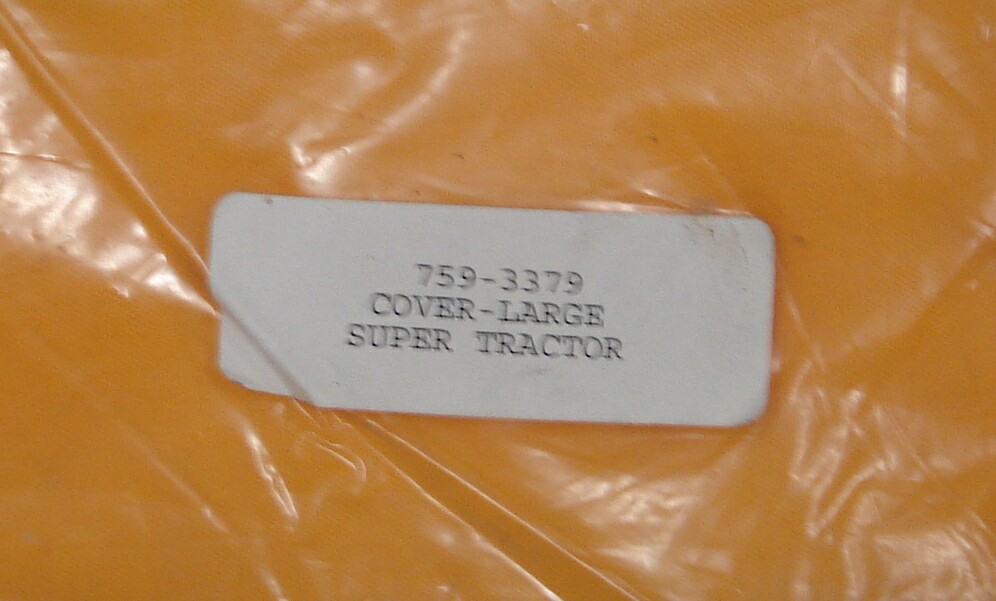 759-3379
COVER-LARGE
SUPER TRACTOR